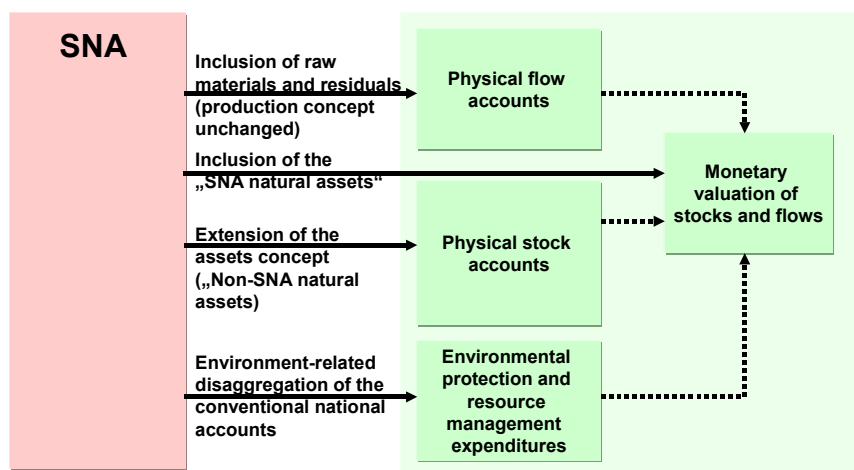 SNA
Inclusion of raw
materials and residuals
(production concept
unchanged)
Inclusion of the
„SNA natural assets“
Extension of the
assets concept
(„Non-SNA natural
assets)
Environment-related
disaggregation of the
conventional national
accounts
Physical flow
accounts
Physical stock
accounts
Environmental
protection and
resource
management
expenditures
Monetary
valuation of
stocks and flows